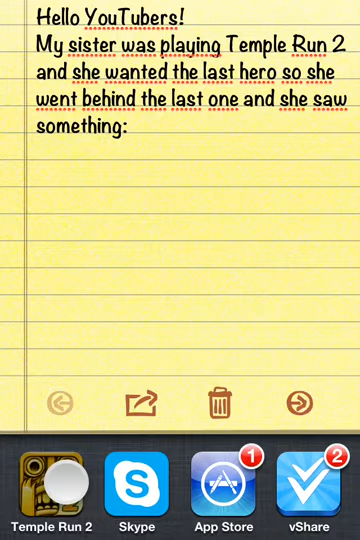 Hello YouTubers!
My sister was playing Temple Run 2
and she wanted the last hero so she
went behind the last one and she saw
something:
1
2
Temple Run 2
Skype
App Store
vShare